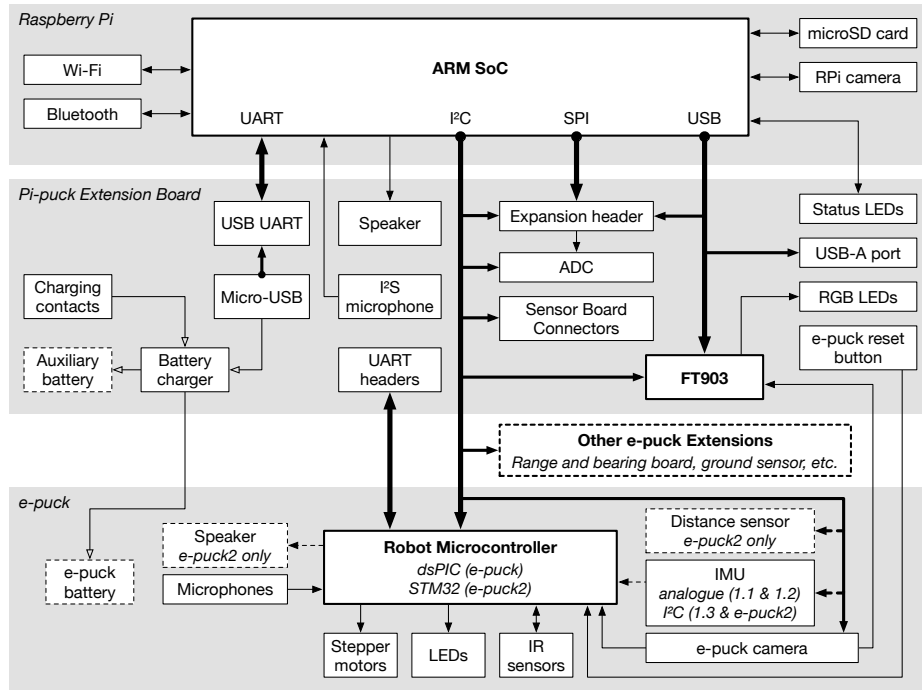 Raspberry Pi
ARM SoC
Wi-Fi
Bluetooth
microSD card
RPi camera
UART
I²C
SPI
USB
Pi-puck Extension Board
USB UART
Speaker
Expansion header
Status LEDs
ADC
USB-A port
Charging
contacts
Micro-USB
I²S
microphone
Sensor Board
Connectors
RGB LEDs
e-puck reset
button
Auxiliary
battery
Battery
charger
UART
headers
FT903
Other e-puck Extensions
Range and bearing board, ground sensor, etc.
e-puck
Speaker
e-puck2 only
Robot Microcontroller
dsPIC (e-puck)
STM32 (e-puck2)
Distance sensor
e-puck2 only
e-puck
battery
Microphones
IMU
analogue (1.1 & 1.2)
I²C (1.3 & e-puck2)
Stepper
motors
LEDs
IR
sensors
e-puck camera